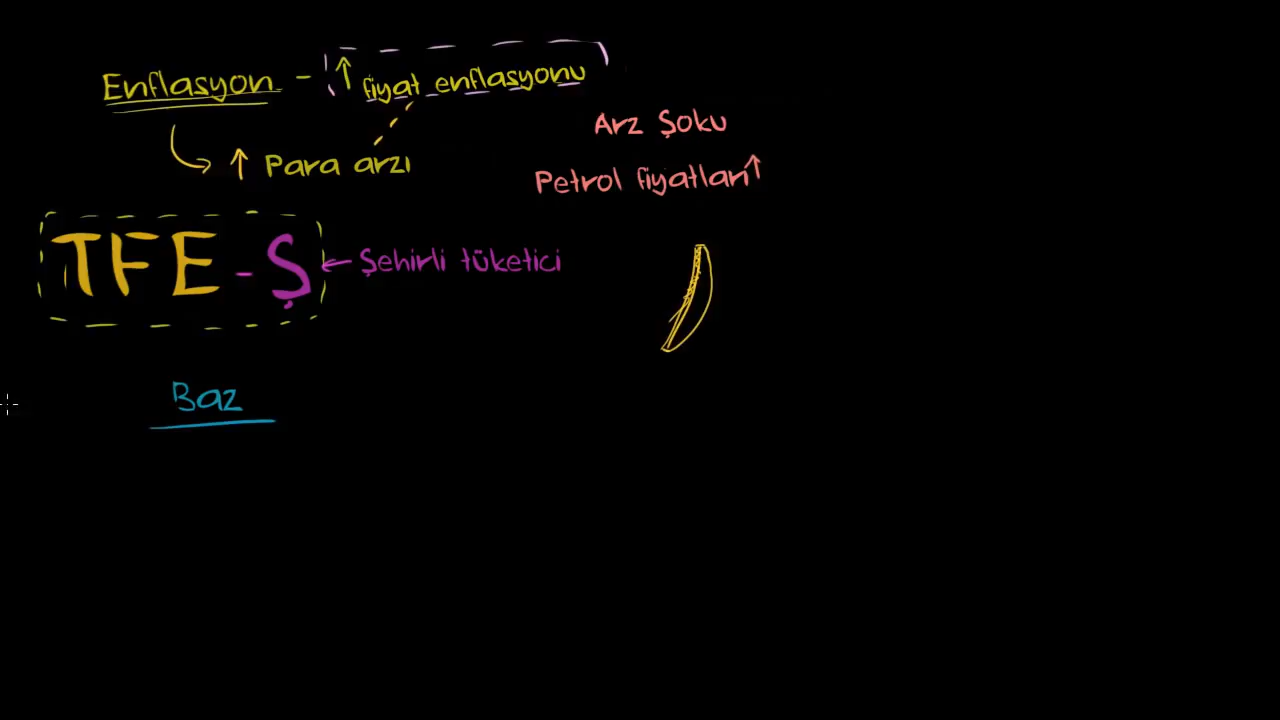 Enflasyon - ↑ fiyat enflasyonu
Arz Şoku
↑ Para arzı
Petrol fiyatları ↑
TFE - Ş ← Şehirli tüketici
Baz